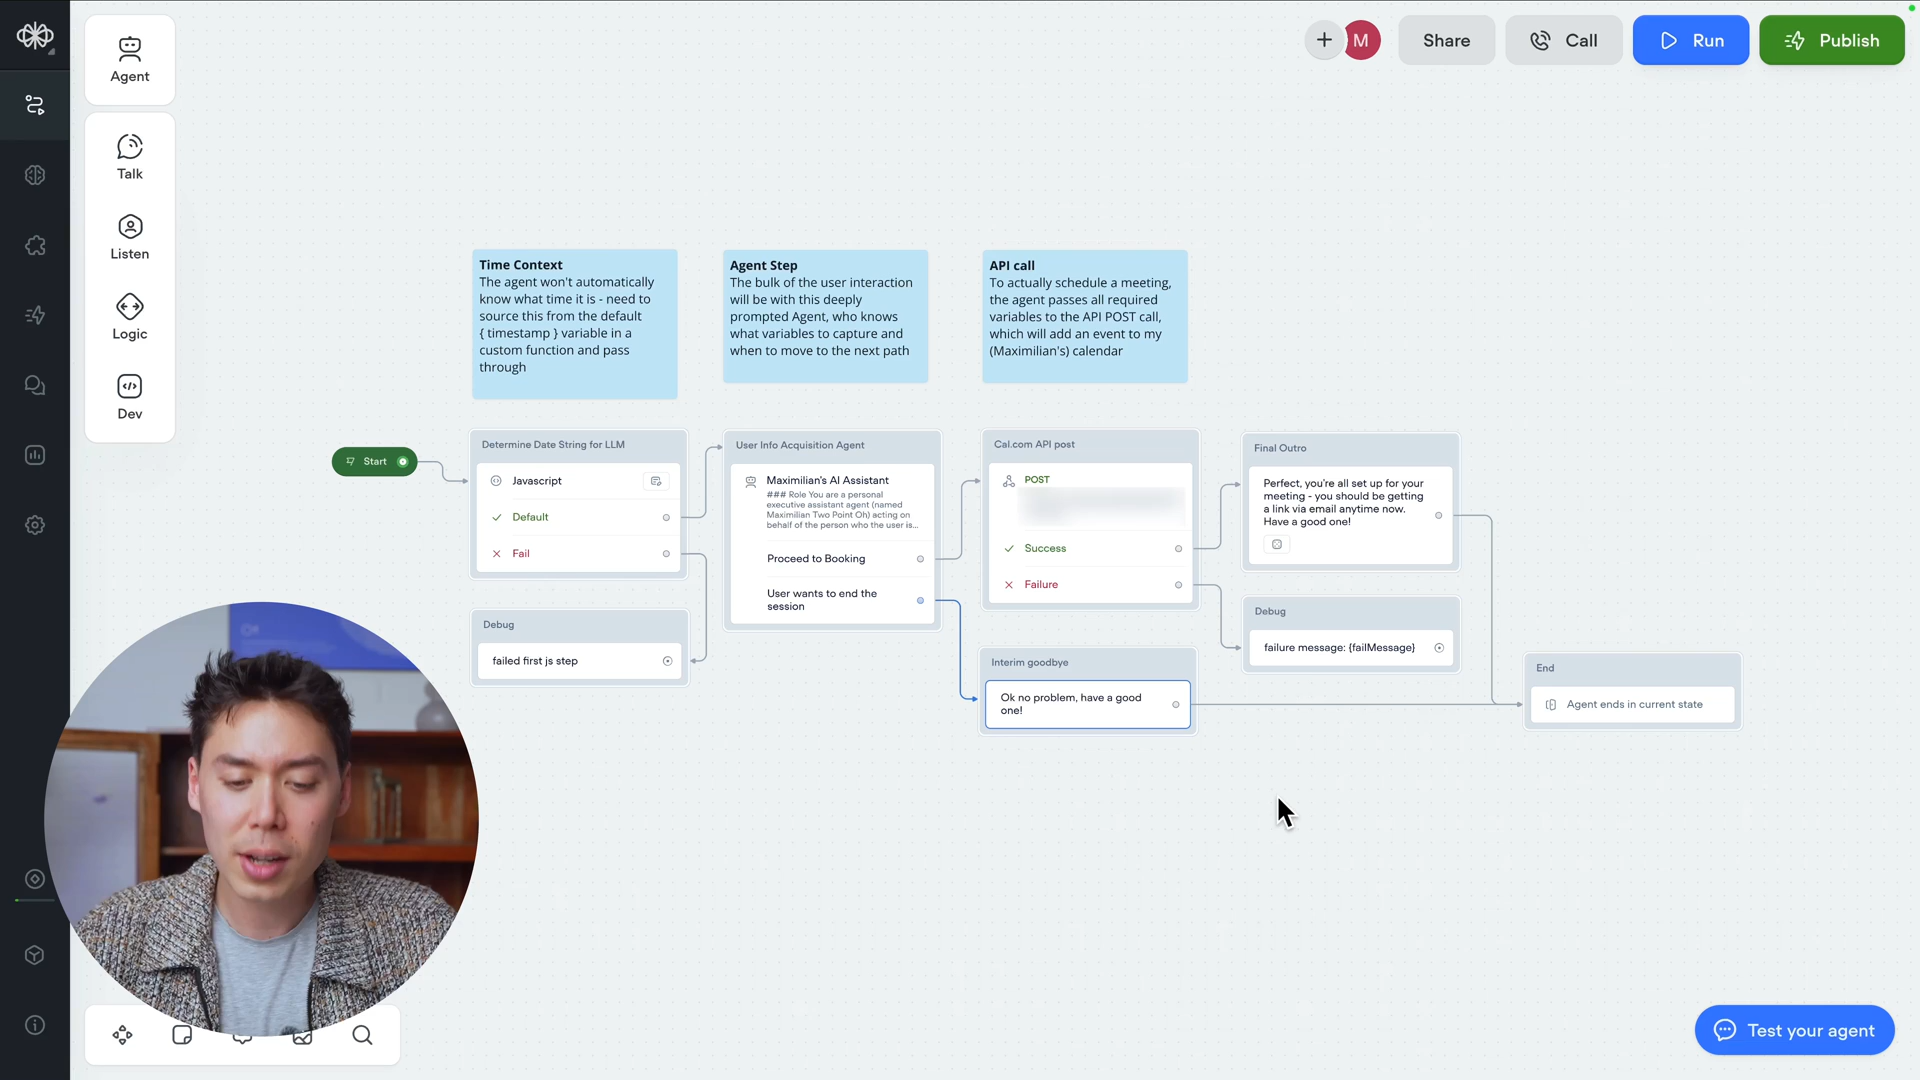 Agent
Talk
Listen
Logic
Dev
M
Share
Call
Run
Publish
Time Context
The agent won't automatically
know what time it is - need to
source this from the default
{ timestamp } variable in a
custom function and pass
through
Agent Step
The bulk of the user interaction
will be with this deeply
prompted Agent, who knows
what variables to capture and
when to move to the next path
API call
To actually schedule a meeting,
the agent passes all required
variables to the API POST call,
which will add an event to my
(Maximilian's) calendar
Start
Determine Date String for LLM
Javascript
Default
Fail
Debug
failed first js step
User Info Acquisition Agent
Maximilian's AI Assistant
### Role You are a personal
executive assistant agent (named
Maximilian Two Point Oh) acting on
behalf of the person who the user is...
Proceed to Booking
User wants to end the
session
Cal.com API post
POST
Success
Failure
Interim goodbye
Ok no problem, have a good
one!
Final Outro
Perfect, you're all set up for your
meeting - you should be getting
a link via email anytime now.
Have a good one!
Debug
failure message: {failMessage}
End
Agent ends in current state
Test your agent